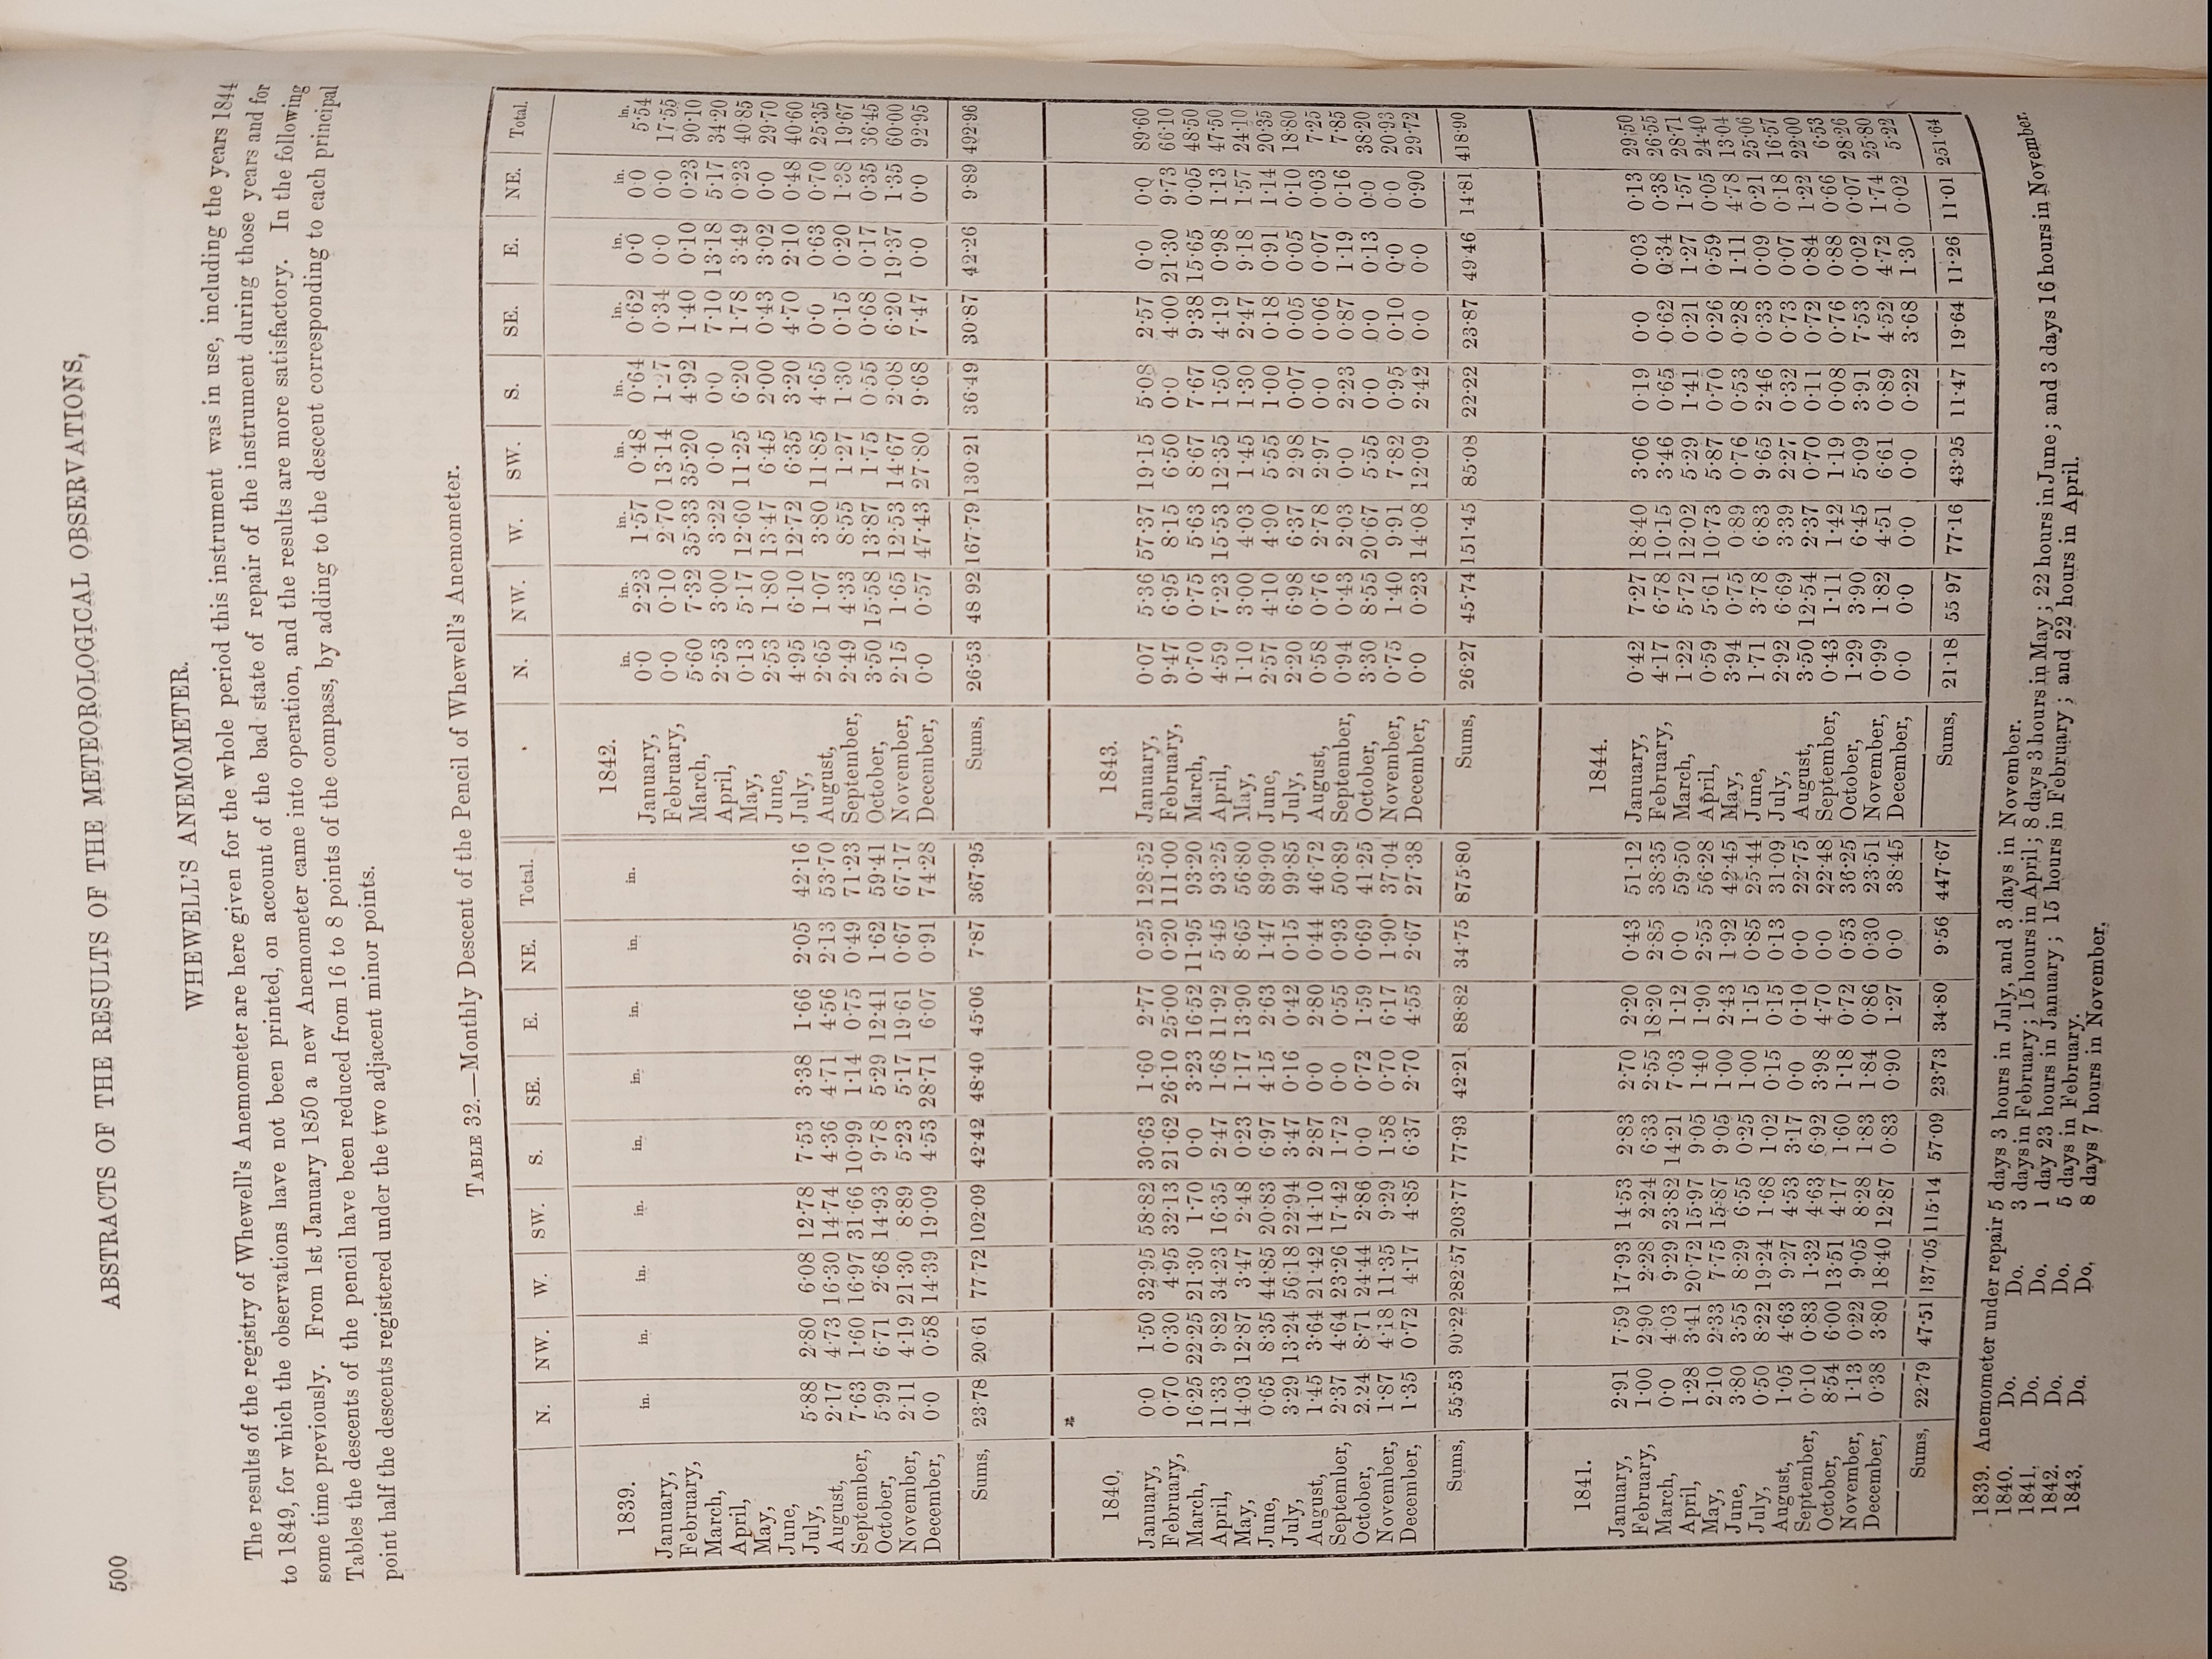 500
ABSTRACTS OF THE RESULTS OF THE METEOROLOGICAL OBSERVATIONS,
WHEWELL'S ANEMOMETER.
The results of the registry of Whewell's Anemometer are here given for the whole period this instrument was in use, including the years 1844
to 1849, for which the observations have not been printed, on account of the bad state of repair of the instrument during those years and for
some time previously. From 1st January 1850 a new Anemometer came into operation, and the results are more satisfactory. In the following
Tables the descents of the pencil have been reduced from 16 to 8 points of the compass, by adding to the descent corresponding to each principal
point half the descents registered under the two adjacent minor points.
TABLE 32.—Monthly Descent of the Pencil of Whewell's Anemometer.
N. NW. W. SW. S. SE. E. NE. Total.
1839.
in. in. in. in. in. in. in. in. in.
January,
February,
March,
April,
May,
June,
July, 5·88 2·80 6·08 12·78 7·53 3·38 1·66 2·05 42·16
August, 2·17 4·73 16·30 14·74 4·36 4·71 4·56 2·13 53·70
September, 7·63 1·60 16·97 31·66 10·99 1·14 0·75 0·49 71·23
October, 5·99 6·71 2·68 14·93 9·78 5·29 12·41 1·62 59·41
November, 2·11 4·19 21·30 8·89 5·23 5·17 19·61 0·67 67·17
December, 0·0 0·58 14·39 19·09 4·53 28·71 6·07 0·91 74·28
Sums, 23·78 20·61 77·72 102·09 42·42 48·40 45·06 7·87 367·95
1840.
January, 0·0 1·50 32·95 58·82 30·63 1·60 2·77 0·25 128·52
February, 0·70 0·30 4·95 32·13 21·62 26·10 25·00 0·20 111·00
March, 16·25 22·25 21·30 1·70 0·0 3·23 16·52 11·95 93·20
April, 11·33 9·82 34·23 16·35 2·47 1·68 11·92 5·45 93·25
May, 14·03 12·87 3·47 2·48 0·23 1·17 13·90 8·65 56·80
June, 0·65 8·35 44·85 20·83 6·97 4·15 2·63 1·47 89·90
July, 3·29 13·24 56·18 22·94 3·47 0·16 0·42 0·15 99·85
August, 1·45 3·64 21·42 14·10 2·87 0·0 2·80 0·44 46·72
September, 2·37 4·64 23·26 17·42 1·72 0·0 0·55 0·93 50·89
October, 2.24 8·71 24·44 2·86 0·0 0·72 1·59 0·69 41·25
November, 1·87 4·18 11·35 9·29 1·58 0·70 6·17 1·90 37·04
December, 1·35 0·72 4·17 4·85 6·37 2·70 4·55 2·67 27·38
Sums, 55·53 90·22 282·57 203·77 77·93 42·21 88·82 34·75 875·80
1841.
January, 2·91 7·59 17·93 14·53 2·83 2·70 2·20 0·43 51·12
February, 1·00 2·90 2·28 2·24 6·33 2·55 18·20 2·85 38·35
March, 0·0 4·03 9·29 23·82 14·21 7·03 1·12 0·0 59·50
April, 1·28 3·41 20·72 15·97 9·05 1·40 1·90 2·55 56·28
May, 2·10 2·33 7·75 15·87 9·05 1·00 2·43 1·92 42·45
June, 3·80 3·55 8·29 6·55 0·25 1·00 1·15 0·85 25·44
July, 0·50 8·22 19·24 1·68 1·02 0·15 0·15 0·13 31·09
August, 1·05 4·63 9·27 4·53 3·17 0·0 0·10 0·0 22·75
September, 0·10 0·83 1·32 4·63 6·92 3·98 4·70 0·0 22·48
October, 8·54 6·00 13·51 4·17 1·60 1·18 0·72 0·53 36·25
November, 1·13 0·22 9·05 8·28 1·83 1·84 0·86 0·30 23·51
December, 0·38 3·80 18·40 12·87 0·83 0·90 1·27 0·0 38·45
Sums, 22·79 47·51 137·05 115·14 57·09 23·73 34·80 9·56 447·67
N. NW. W. SW. S. SE. E. NE. Total.
1842.
in. in. in. in. in. in. in. in. in.
January, 0·0 2·23 1·57 0·48 0·64 0·62 0·0 0·0 5·54
February, 0·0 0·10 2·70 13·14 1·27 0·34 0·0 0·0 17·55
March, 5·60 7·32 35·33 35·20 4·92 1·40 0·10 0·23 90·10
April, 2·53 3·00 3·22 0·0 0·0 7·10 13·18 5·17 34·20
May, 0·13 5·17 12·60 11·25 6·20 1·78 3·49 0·23 40·85
June, 2·53 1·80 13·47 6·45 2·00 0·43 3·02 0·0 29·70
July, 4·95 6·10 12·72 6·35 3·20 4·70 2·10 0·48 40·60
August, 2·65 1·07 3·80 11·85 4·65 0·0 0·63 0·70 25·35
September, 2·49 4·33 8·55 1·27 1·30 0·15 0·20 1·38 19·67
October, 3·50 15·58 13·87 1·75 0·55 0·68 0·17 0·35 36·45
November, 2·15 1·65 12·53 14·67 2·08 6·20 19·37 1·35 60·00
December, 0·0 0·57 47·43 27·80 9·68 7·47 0·0 0·0 92·95
Sums, 26·53 48·92 167·79 130·21 36·49 30·87 42·26 9·89 492·96
1843.
January, 0·07 5·36 57·37 19·15 5·08 2·57 0·0 0·0 89·60
February, 9·47 6·95 8·15 6·50 0·0 4·00 21·30 9·73 66·10
March, 0·70 0·75 5·63 8·67 7·67 9·38 15·65 0·05 48·50
April, 4·59 7·23 15·53 12·35 1·50 4·19 0·98 1·13 47·50
May, 1·10 3·00 4·03 1·45 1·30 2·47 9·18 1·57 24·10
June, 2·57 4·10 4·90 5·55 1·00 0·18 0·91 1·14 20·35
July, 2·20 6·98 6·37 2·98 0·07 0·05 0·05 0·10 18·80
August, 0·58 0·76 2·78 2·97 0·0 0·06 0·07 0·03 7·25
September, 0·94 0·43 2·03 0·0 2·23 0·87 1·19 0·16 7·85
October, 3·30 8·55 20·67 5·55 0·0 0·0 0·13 0·0 38·20
November, 0·75 1·40 9·91 7·82 0·95 0·10 0·0 0·0 20·93
December, 0·0 0·23 14·08 12·09 2·42 0·0 0·0 0·90 29·72
Sums, 26·27 45·74 151·45 85·08 22·22 23·87 49·46 14·81 418·90
1844.
January, 0·42 7·27 18·40 3·06 0·19 0·0 0·03 0·13 29·50
February, 4·17 6·78 10·15 3·46 0·65 0·62 0·34 0·38 26·55
March, 1·22 5·72 12·02 5·29 1·41 0·21 1·27 1·57 28·71
April, 0·59 5·61 10·73 5·87 0·70 0·26 0·59 0·05 24·40
May, 3·94 0·75 0·89 0·76 0·53 0·28 1·11 4·78 13·04
June, 1·71 3·78 6·83 9·65 2·46 0·33 0·09 0·21 25·06
July, 2·92 6·69 3·39 2·27 0·32 0·73 0·07 0·18 16·57
August, 3·50 12·54 2·37 0·70 0·11 0·72 0·84 1·22 22·00
September, 0·43 1·11 1·42 1·19 0·08 0·76 0·88 0·66 6·53
October, 1·29 3·90 6·45 5·09 3·91 7·53 0·02 0·07 28·26
November, 0·99 1·82 4·51 6·61 0·89 4·52 4·72 1·74 25·80
December, 0·0 0·0 0·0 0·0 0·22 3·68 1·30 0·02 5·22
Sums, 21·18 55·97 77·16 43·95 11·47 19·64 11·26 11·01 251·64
1839. Anemometer under repair 5 days 3 hours in July, and 3 days in November.
1840. Do. Do. 3 days in February; 15 hours in April; 8 days 3 hours in May; 22 hours in June; and 3 days 16 hours in November.
1841. Do. Do. 1 day 23 hours in January; 15 hours in February; and 22 hours in April.
1842. Do. Do. 5 days in February.
1843. Do. Do. 8 days 7 hours in November.